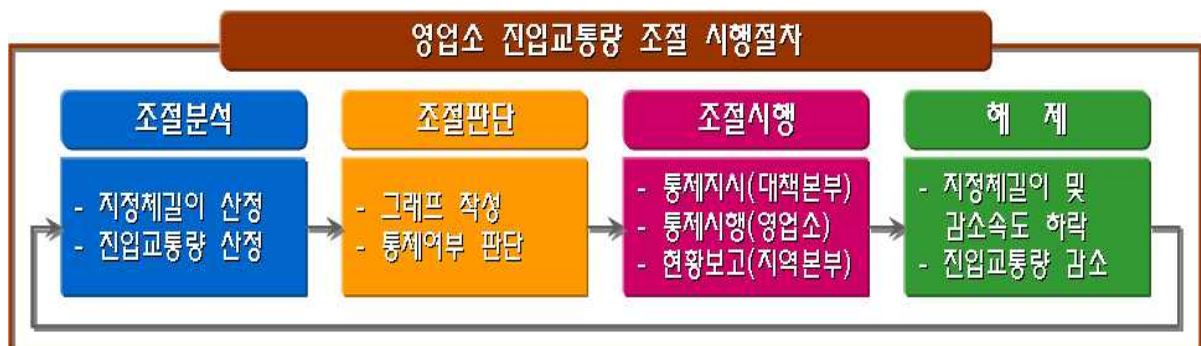 영업소 진입교통량 조절 시행절차
조절분석
- 지정체길이 산정
- 진입교통량 산정
조절판단
- 그래프 작성
- 통제여부 판단
조절시행
- 통제지시(대책본부)
- 통제시행(영업소)
- 현황보고(지역본부)
해 제
- 지정체길이 및
감소속도 하락
- 진입교통량 감소